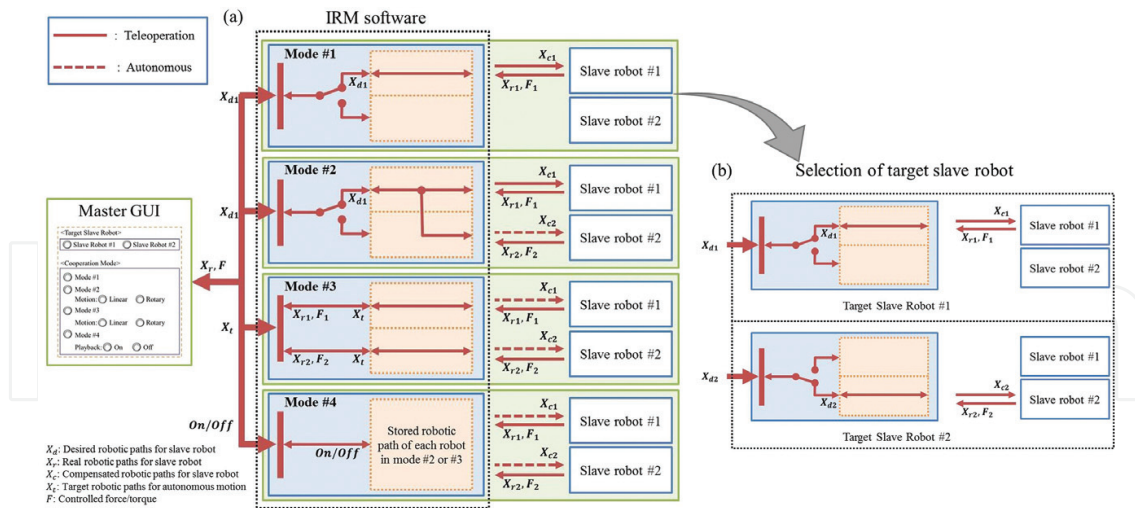 : Teleoperation
: Autonomous
(a)
IRM software
Mode #1
X_d1
X_d1
X_c1
X_r1, F_1
Slave robot #1
Slave robot #2
Mode #2
X_d1
X_d1
X_c1
X_r1, F_1
X_c2
X_r2, F_2
Slave robot #1
Slave robot #2
Master GUI
<Target Slave Robot>
Slave Robot #1 Slave Robot #2
<Cooperation Mode>
Mode #1
Mode #2
Motion: Linear Rotary
Mode #3
Motion: Linear Rotary
Mode #4
Playback: On Off
X_r, F
Mode #3
X_t
X_r1, F_1 X_t
X_r2, F_2 X_t
X_c1
X_r1, F_1
X_c2
X_r2, F_2
Slave robot #1
Slave robot #2
Mode #4
On/Off
On/Off
Stored robotic
path of each robot
in mode #2 or #3
X_c1
X_r1, F_1
X_c2
X_r2, F_2
Slave robot #1
Slave robot #2
X_d: Desired robotic paths for slave robot
X_r: Real robotic paths for slave robot
X_c: Compensated robotic paths for slave robot
X_t: Target robotic paths for autonomous motion
F: Controlled force/torque
(b)
Selection of target slave robot
X_d1
X_d1
X_c1
X_r1, F_1
Slave robot #1
Slave robot #2
Target Slave Robot #1
X_d2
X_d2
X_c2
X_r2, F_2
Slave robot #1
Slave robot #2
Target Slave Robot #2